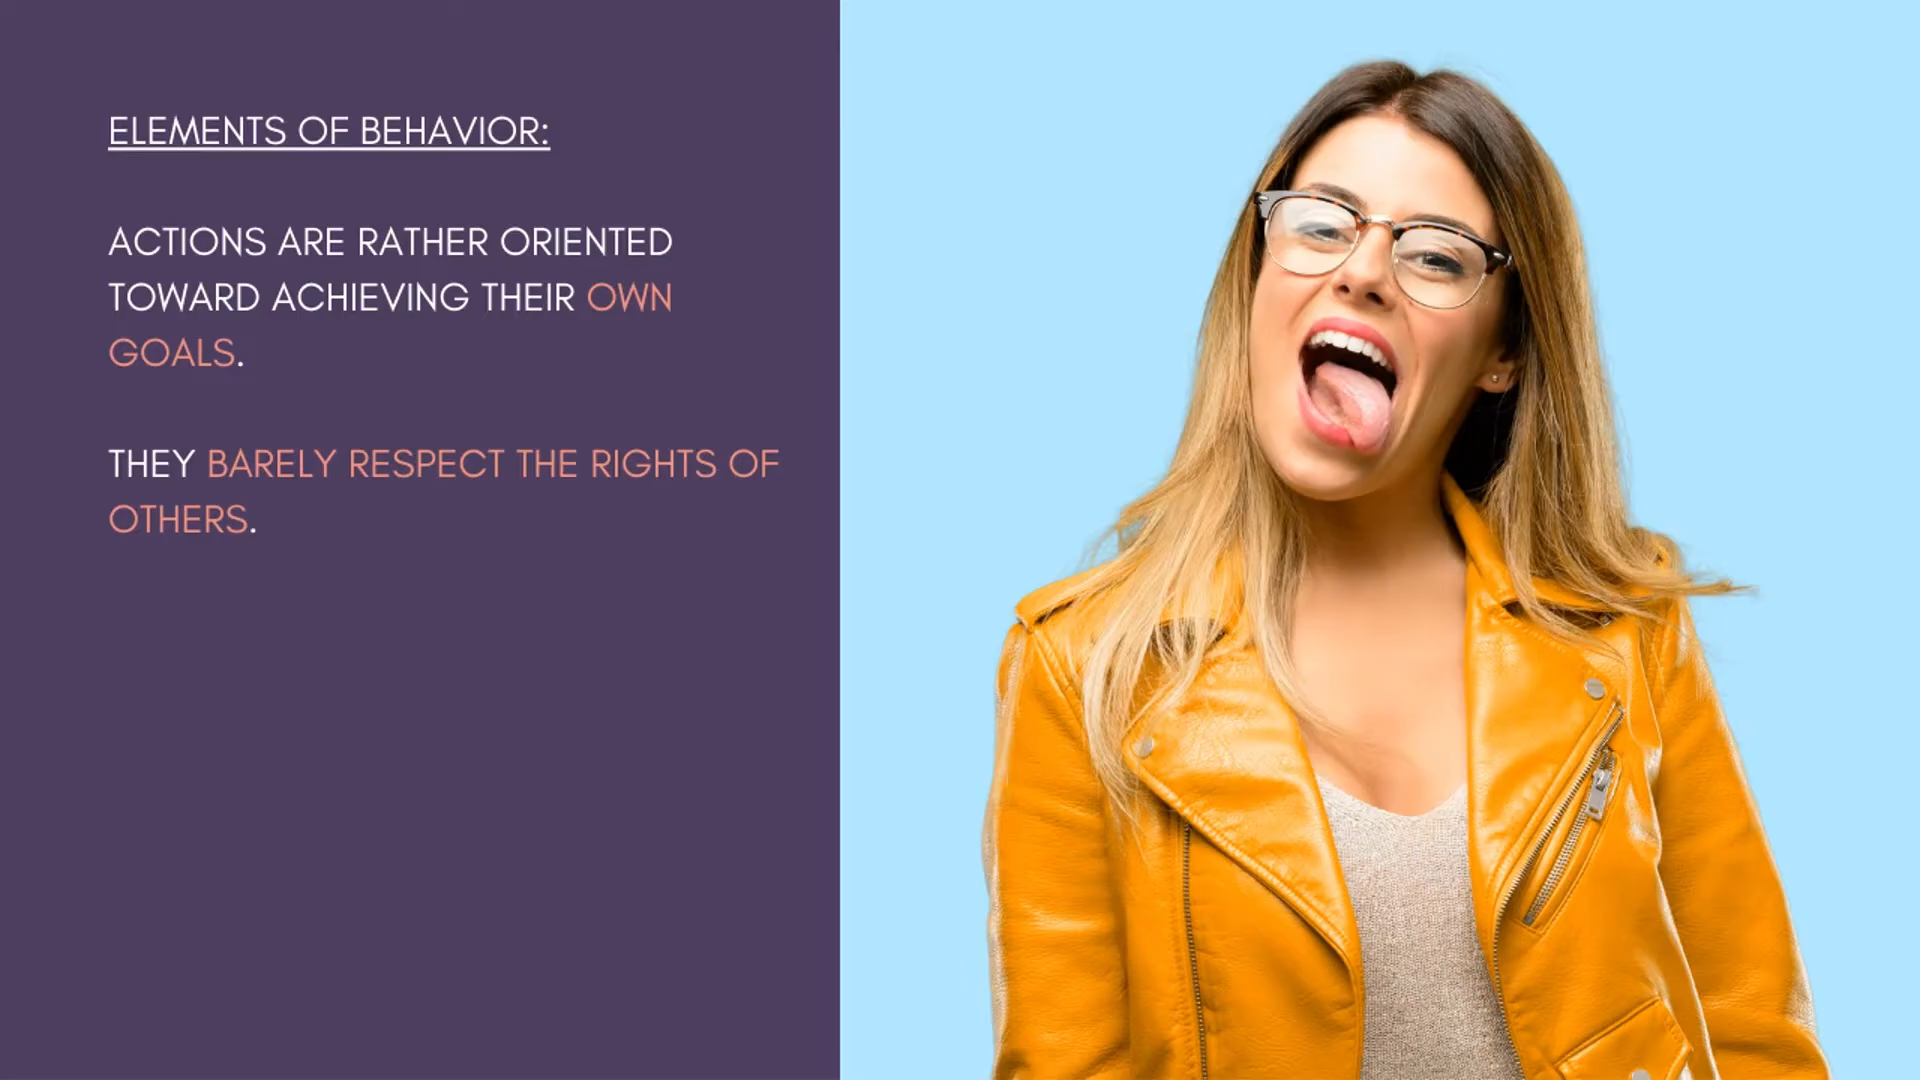 ELEMENTS OF BEHAVIOR:
ACTIONS ARE RATHER ORIENTED
TOWARD ACHIEVING THEIR OWN
GOALS.
THEY BARELY RESPECT THE RIGHTS OF
OTHERS.